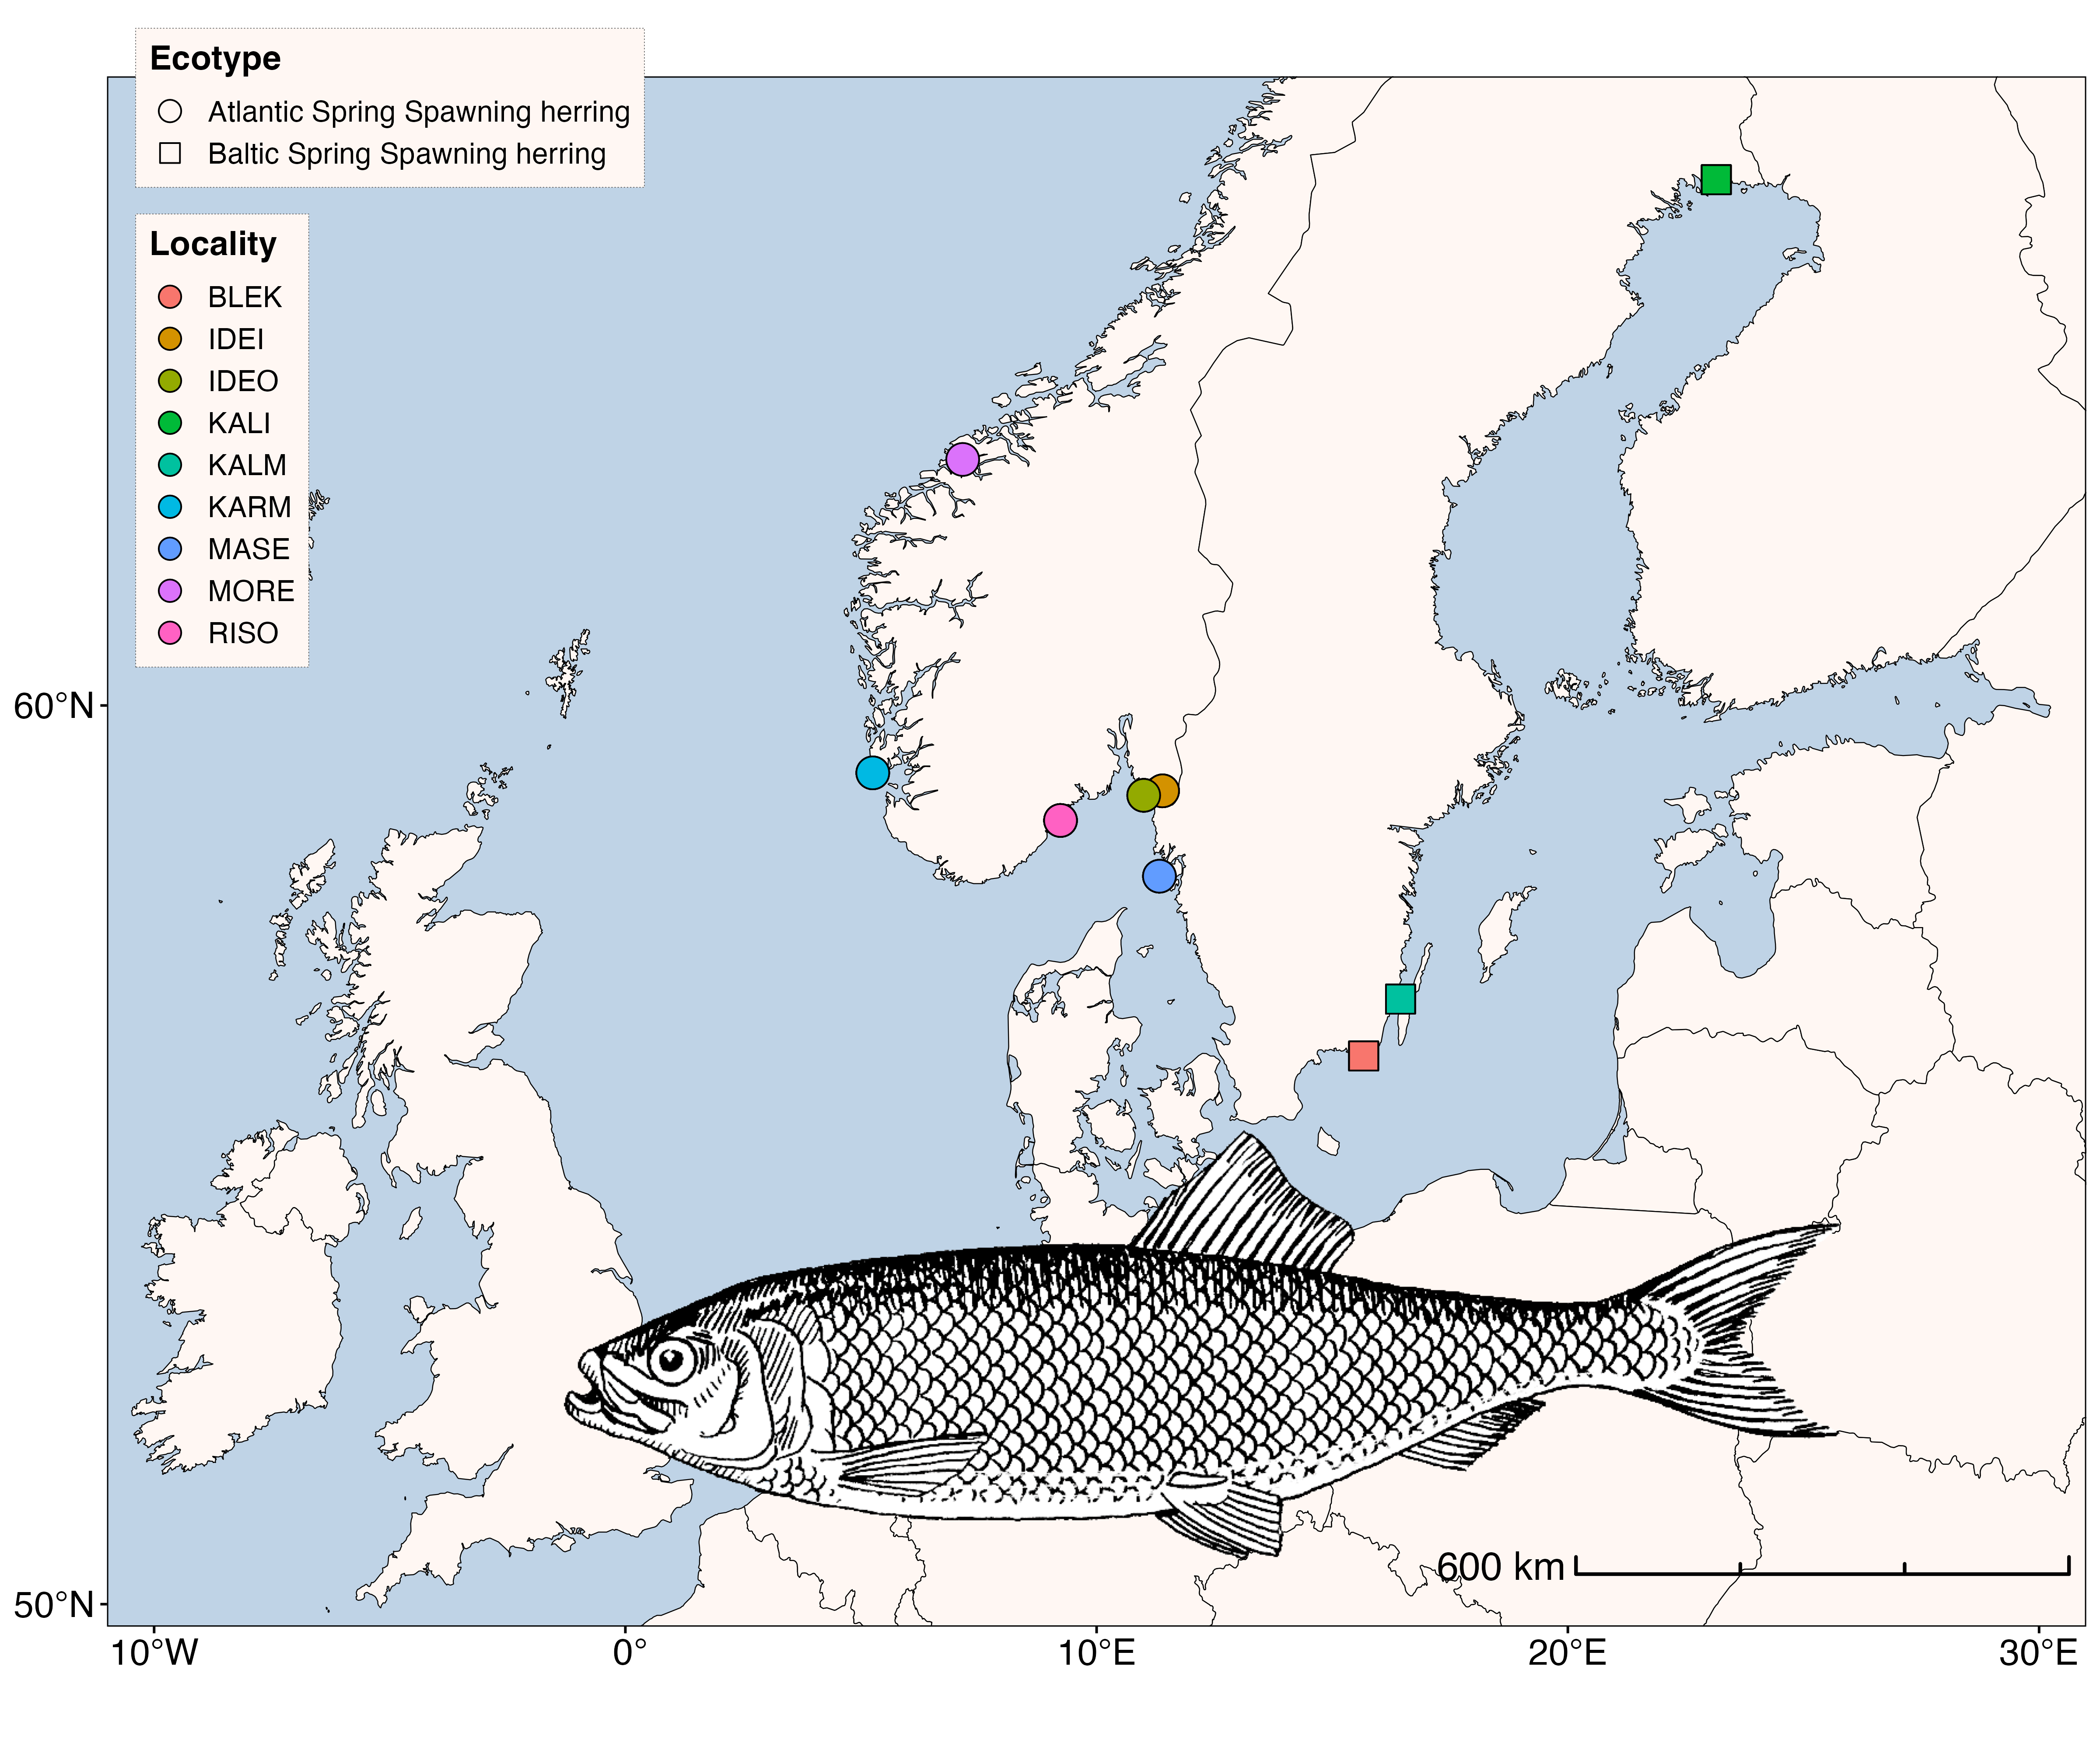 Ecotype
Atlantic Spring Spawning herring
Baltic Spring Spawning herring
Locality
BLEK
IDEI
IDEO
KALI
KALM
KARM
MASE
MORE
RISO
60°N
50°N
600 km
10°W 0° 10°E 20°E 30°E